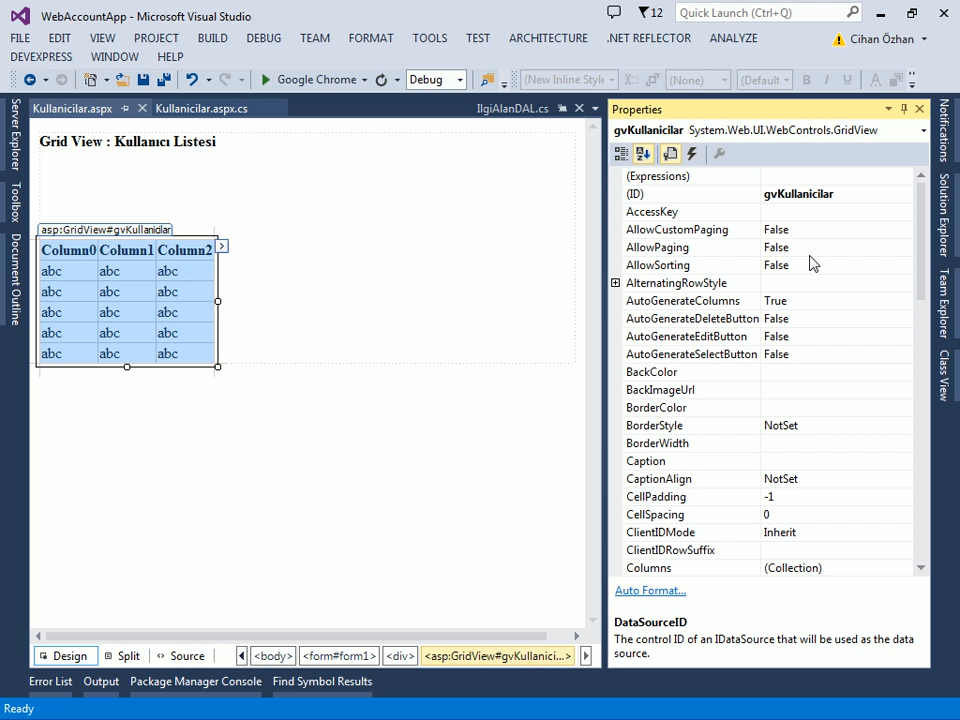 WebAccountApp - Microsoft Visual Studio
12
Quick Launch (Ctrl+Q)
FILE EDIT VIEW PROJECT BUILD DEBUG TEAM FORMAT TOOLS TEST ARCHITECTURE .NET REFLECTOR ANALYZE
Cihan Özhan
DEVEXPRESS WINDOW HELP
Google Chrome
Debug
(New Inline Style
(None)
(Default
B I U A
Server Explorer
Toolbox
Document Outline
Kullanicilar.aspx
Kullanicilar.aspx.cs
IlgiAlanDAL.cs
Grid View : Kullanıcı Listesi
asp:GridView#gvKullanicilar
Column0 Column1 Column2
abc abc abc
abc abc abc
abc abc abc
abc abc abc
abc abc abc
Design
Split
Source
<body>
<form#form1>
<div>
<asp:GridView#gvKullanici...>
Properties
gvKullanicilar System.Web.UI.WebControls.GridView
(Expressions)
(ID) gvKullanicilar
AccessKey
AllowCustomPaging False
AllowPaging False
AllowSorting False
AlternatingRowStyle
AutoGenerateColumns True
AutoGenerateDeleteButton False
AutoGenerateEditButton False
AutoGenerateSelectButton False
BackColor
BackImageUrl
BorderColor
BorderStyle NotSet
BorderWidth
Caption
CaptionAlign NotSet
CellPadding -1
CellSpacing 0
ClientIDMode Inherit
ClientIDRowSuffix
Columns (Collection)
Auto Format...
DataSourceID
The control ID of an IDataSource that will be used as the data
source.
Notifications
Solution Explorer
Team Explorer
Class View
Error List Output Package Manager Console Find Symbol Results
Ready